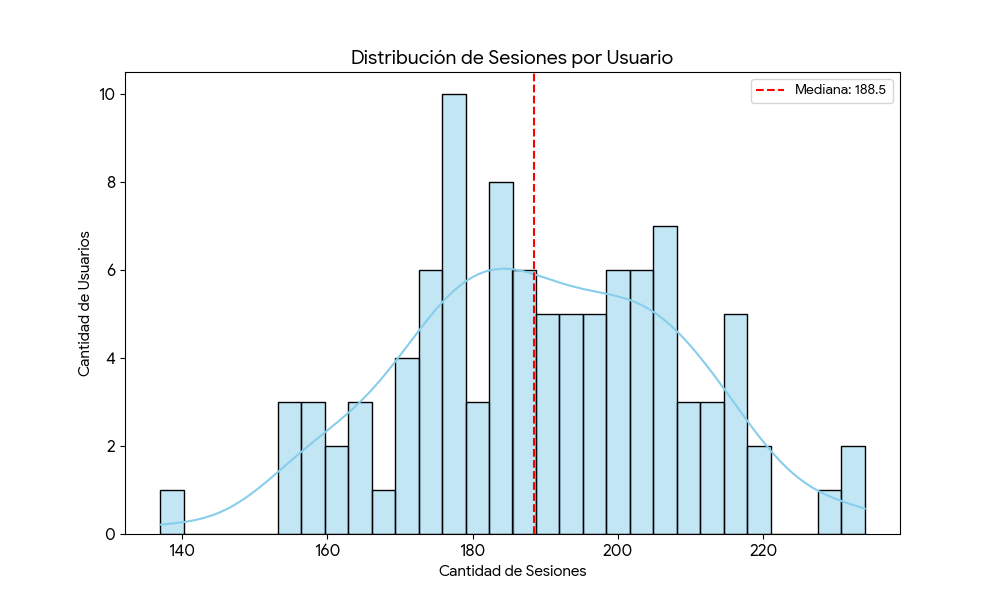 Distribución de Sesiones por Usuario
Mediana: 188.5
Cantidad de Usuarios
10
8
6
4
2
0
140 160 180 200 220
Cantidad de Sesiones